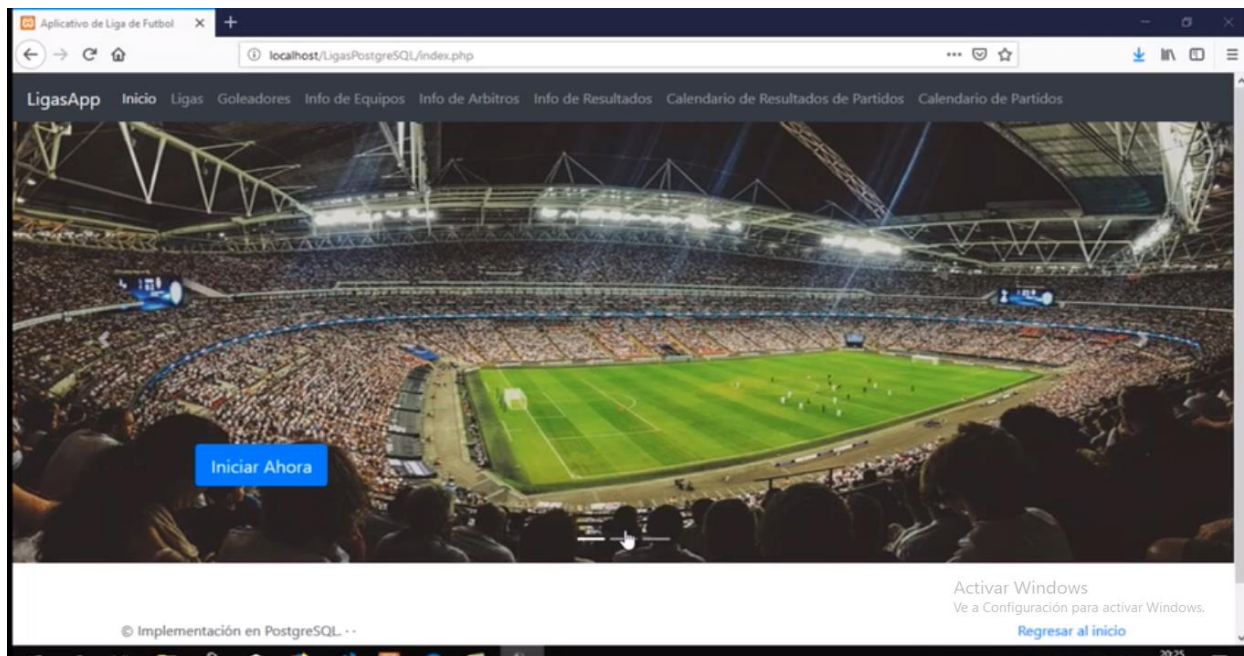 Aplicativo de Liga de Futbol
localhost/LigasPostgreSQL/index.php
LigasApp Inicio Ligas Goleadores Info de Equipos Info de Arbitros Info de Resultados Calendario de Resultados de Partidos Calendario de Partidos
Iniciar Ahora
Activar Windows
Ve a Configuración para activar Windows.
© Implementación en PostgreSQL. · ·
Regresar al inicio
20:25